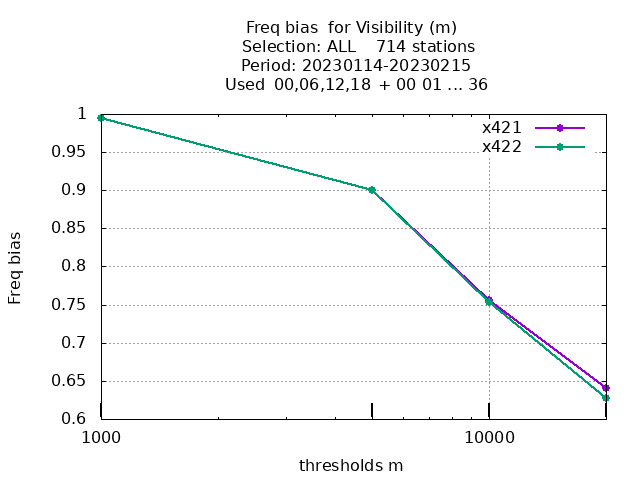 Freq bias  for Visibility (m)
Selection: ALL    714 stations
Period: 20230114-20230215
Used  00,06,12,18 + 00 01 ... 36
x421
x422
1
0.95
0.9
0.85
0.8
0.75
0.7
0.65
0.6
Freq bias
1000
10000
thresholds m